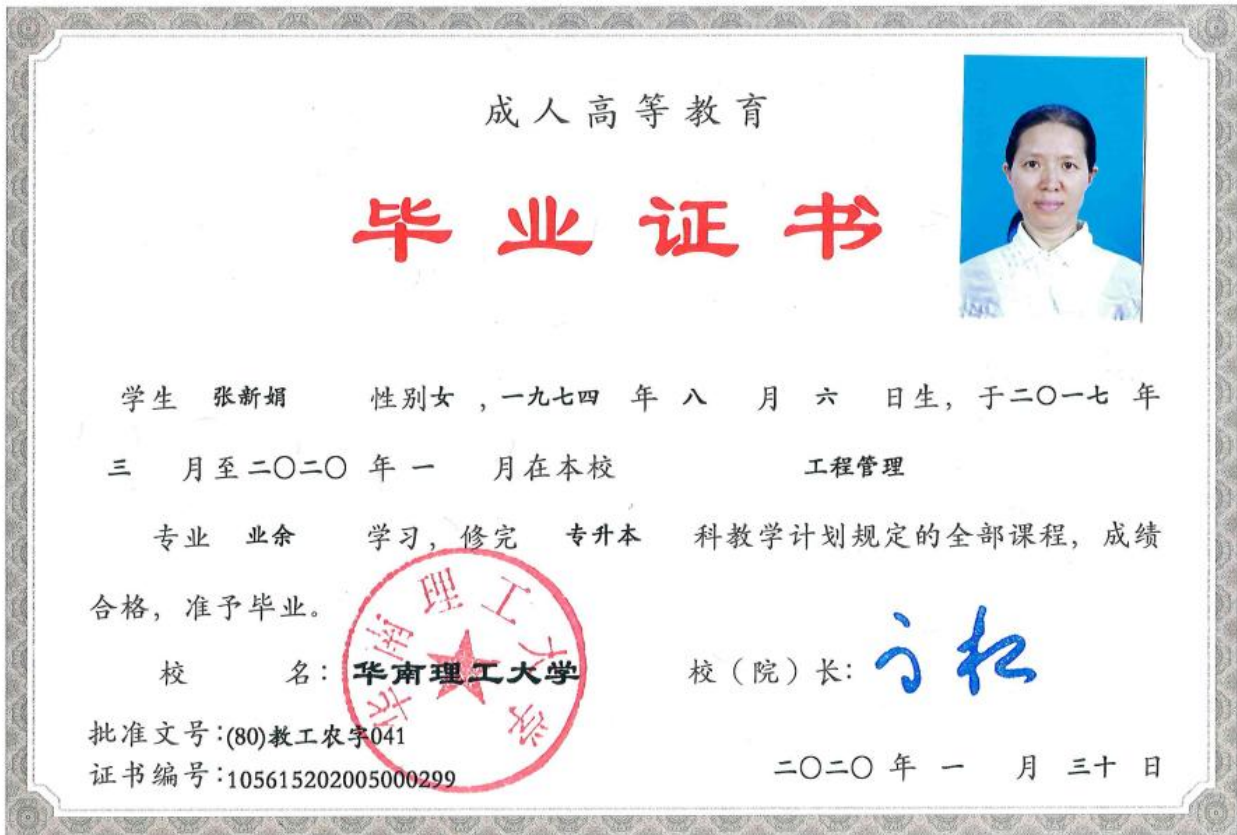 成人高等教育
毕业证书
学生 张新娟 性别女 ，一九七四 年 八 月 六 日生，于二〇一七 年
三 月至二〇二〇 年 一 月在本校 工程管理
专业 业余 学习，修完 专升本 科教学计划规定的全部课程，成绩
合格，准予毕业。
校 名：华南理工大学 校（院）长：
华南理工大学
批准文号：(80)教工农字041
证书编号：105615202005000299
二〇二〇 年 一 月 三十 日